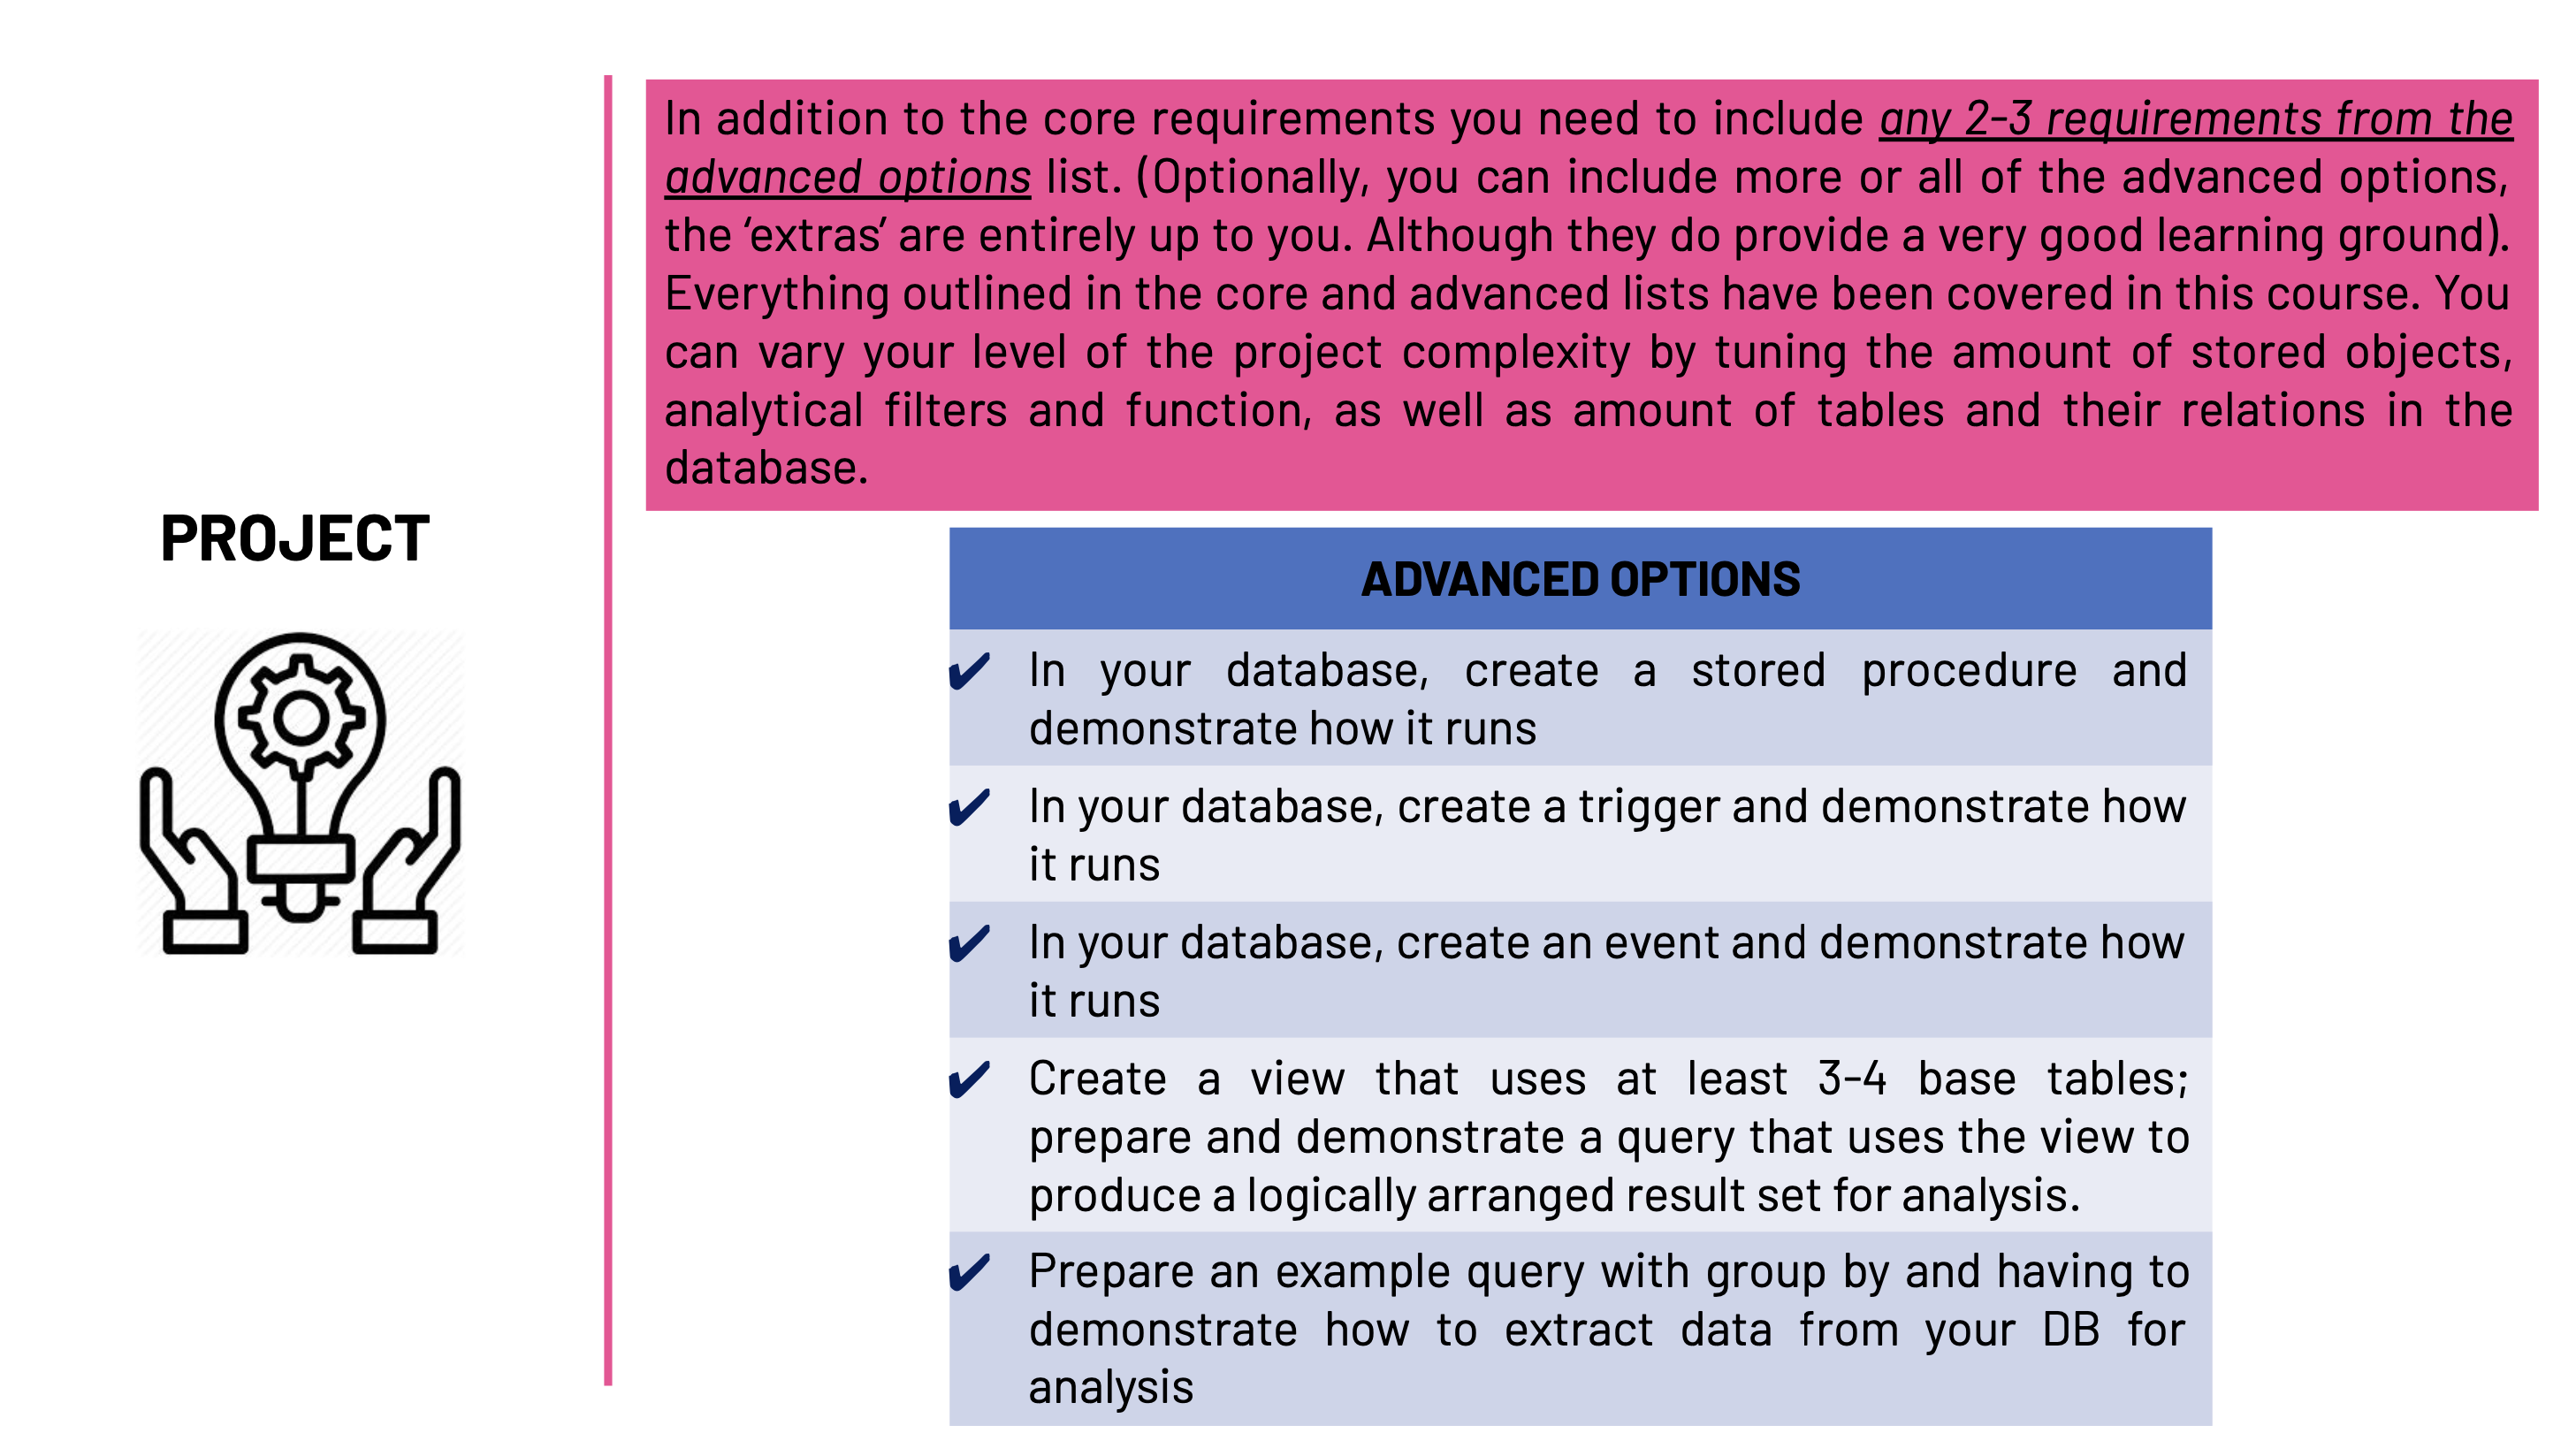 In addition to the core requirements you need to include any 2-3 requirements from the
advanced options list. (Optionally, you can include more or all of the advanced options,
the ‘extras’ are entirely up to you. Although they do provide a very good learning ground).
Everything outlined in the core and advanced lists have been covered in this course. You
can vary your level of the project complexity by tuning the amount of stored objects,
analytical filters and function, as well as amount of tables and their relations in the
database.
PROJECT
ADVANCED OPTIONS
✔ In your database, create a stored procedure and
demonstrate how it runs
✔ In your database, create a trigger and demonstrate how
it runs
✔ In your database, create an event and demonstrate how
it runs
✔ Create a view that uses at least 3-4 base tables;
prepare and demonstrate a query that uses the view to
produce a logically arranged result set for analysis.
✔ Prepare an example query with group by and having to
demonstrate how to extract data from your DB for
analysis